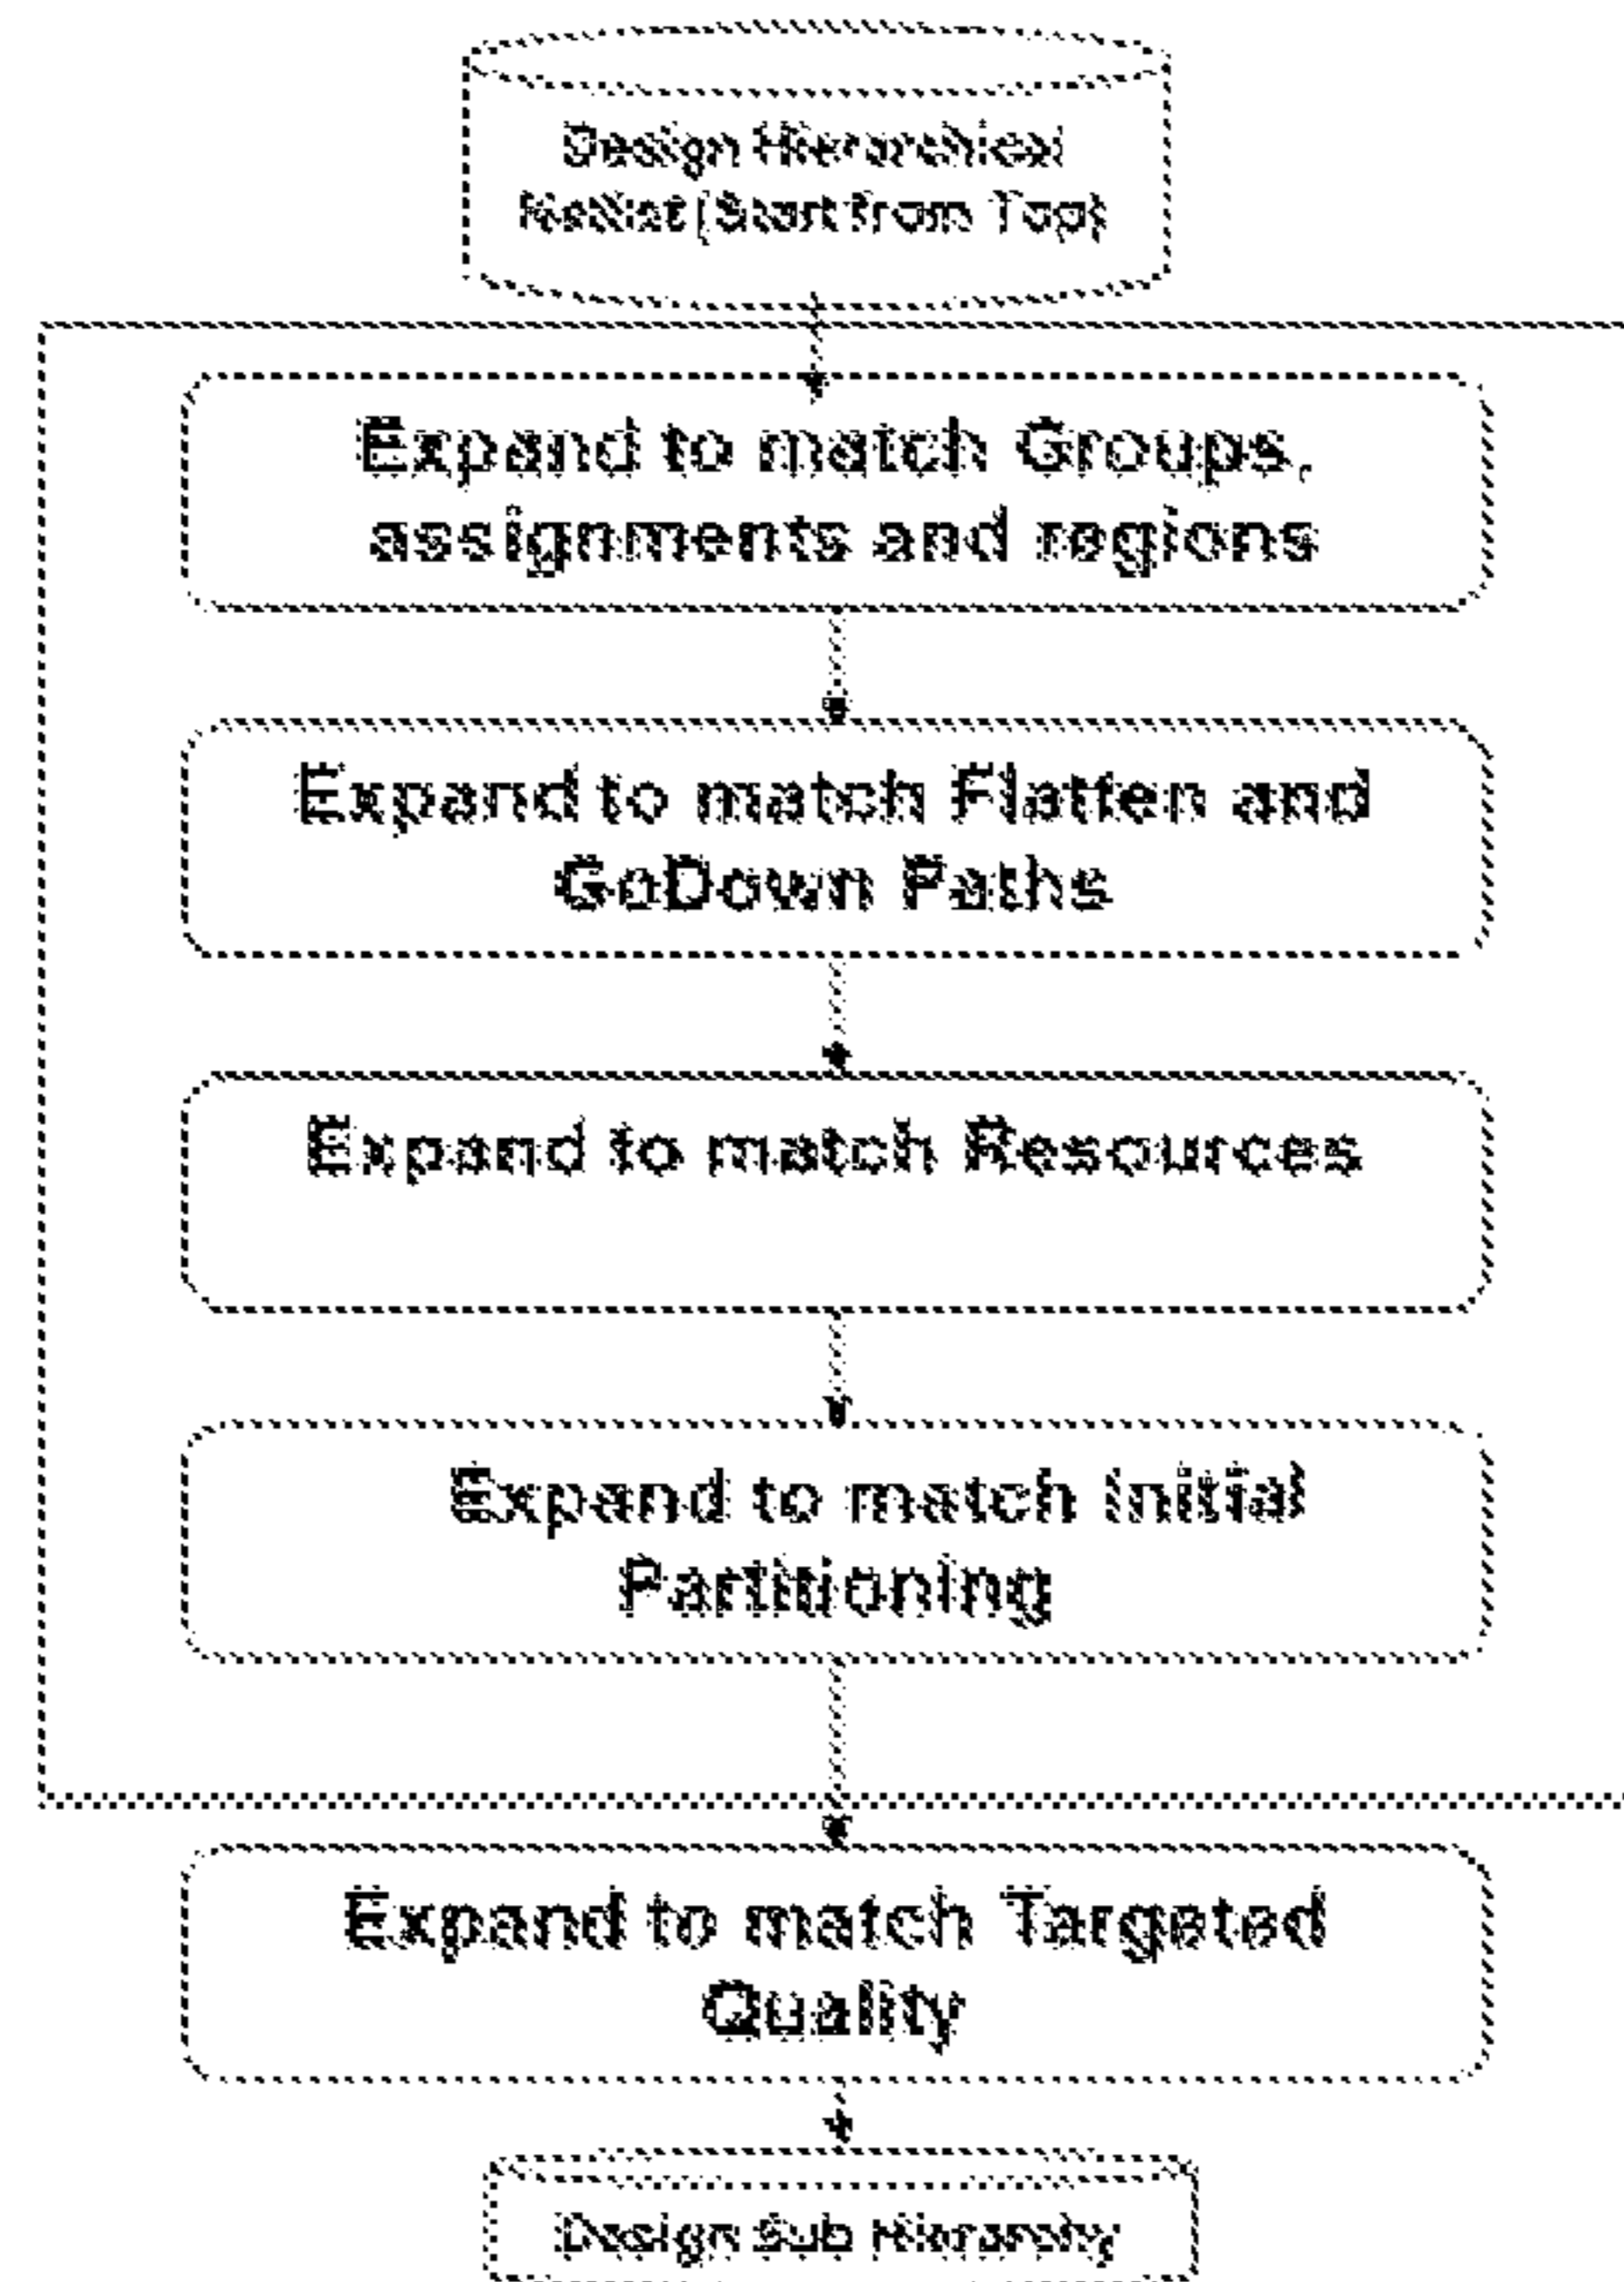 Design Hierarchical
Netlist (Start from Top)
Expand to match Groups,
assignments and regions
Expand to match Flatten and
GoDown Paths
Expand to match Resources
Expand to match Initial
Partitioning
Expand to match Targeted
Quality
Design Sub Hierarchy